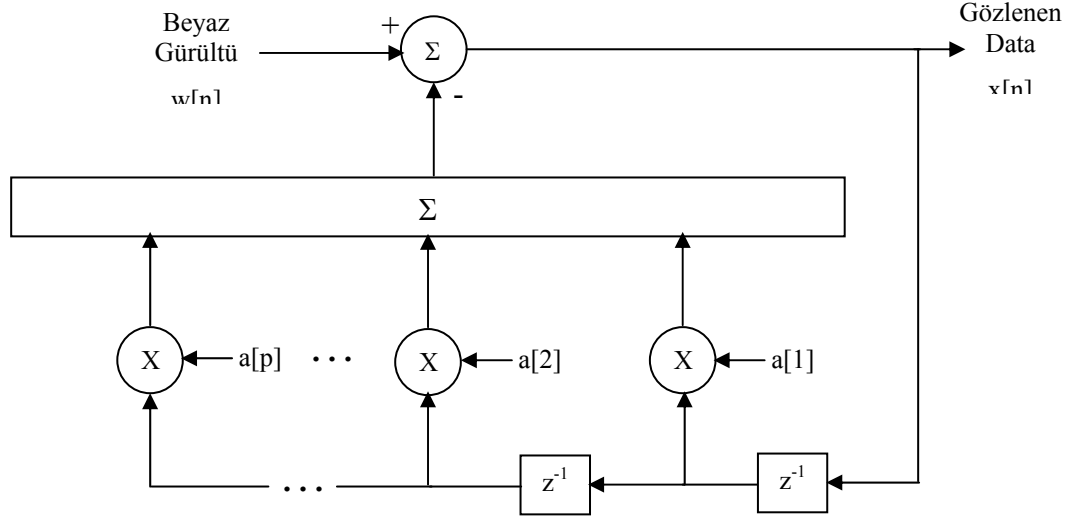 Beyaz
Gürültü
w[n]
+
Σ
-
Gözlenen
Data
x[n]
Σ
X
a[p]
...
X
a[2]
X
a[1]
...
z⁻¹
z⁻¹